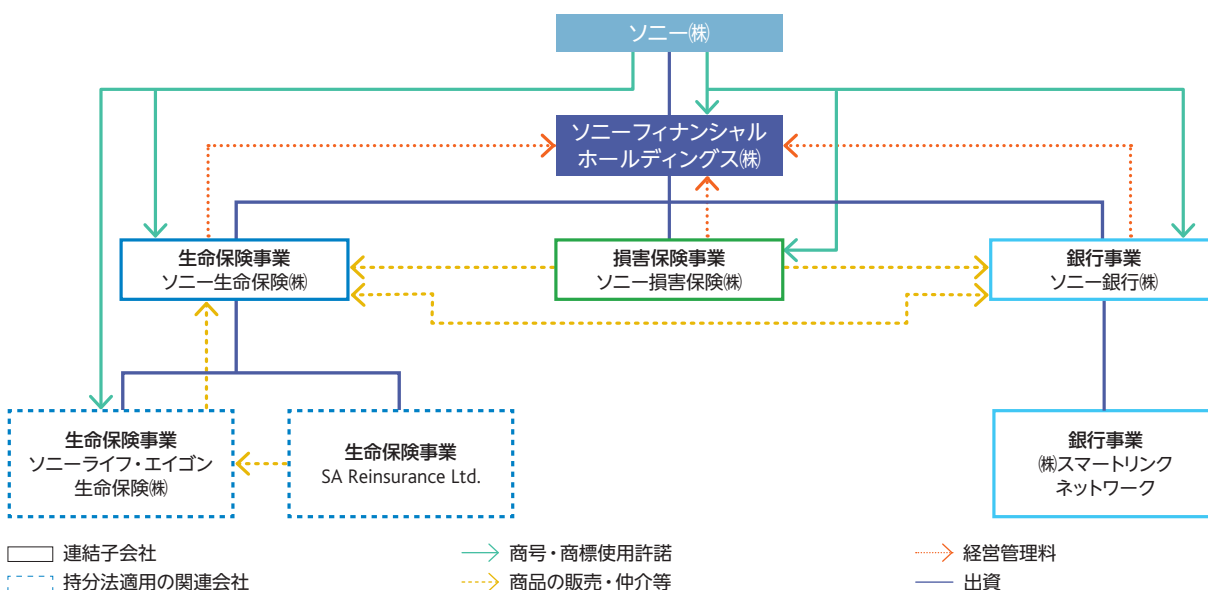 ソニー㈱
ソニーフィナンシャル
ホールディングス㈱
生命保険事業
ソニー生命保険㈱
損害保険事業
ソニー損害保険㈱
銀行事業
ソニー銀行㈱
生命保険事業
ソニーライフ・エイゴン
生命保険㈱
生命保険事業
SA Reinsurance Ltd.
銀行事業
㈱スマートリンク
ネットワーク
連結子会社
商号・商標使用許諾
経営管理料
持分法適用の関連会社
商品の販売・仲介等
出資